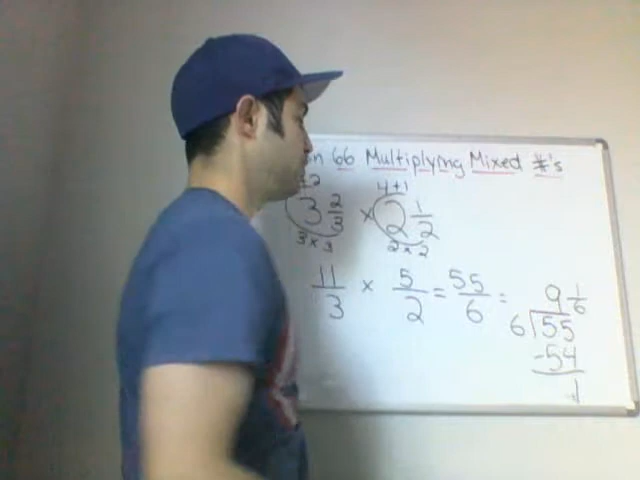 66 Multiplying Mixed #'s
4+1
3 2/3 × 2 1/2
3 × 3 2 × 2
11/3 × 5/2 = 55/6 =
9 1/6
6 55
-54
1